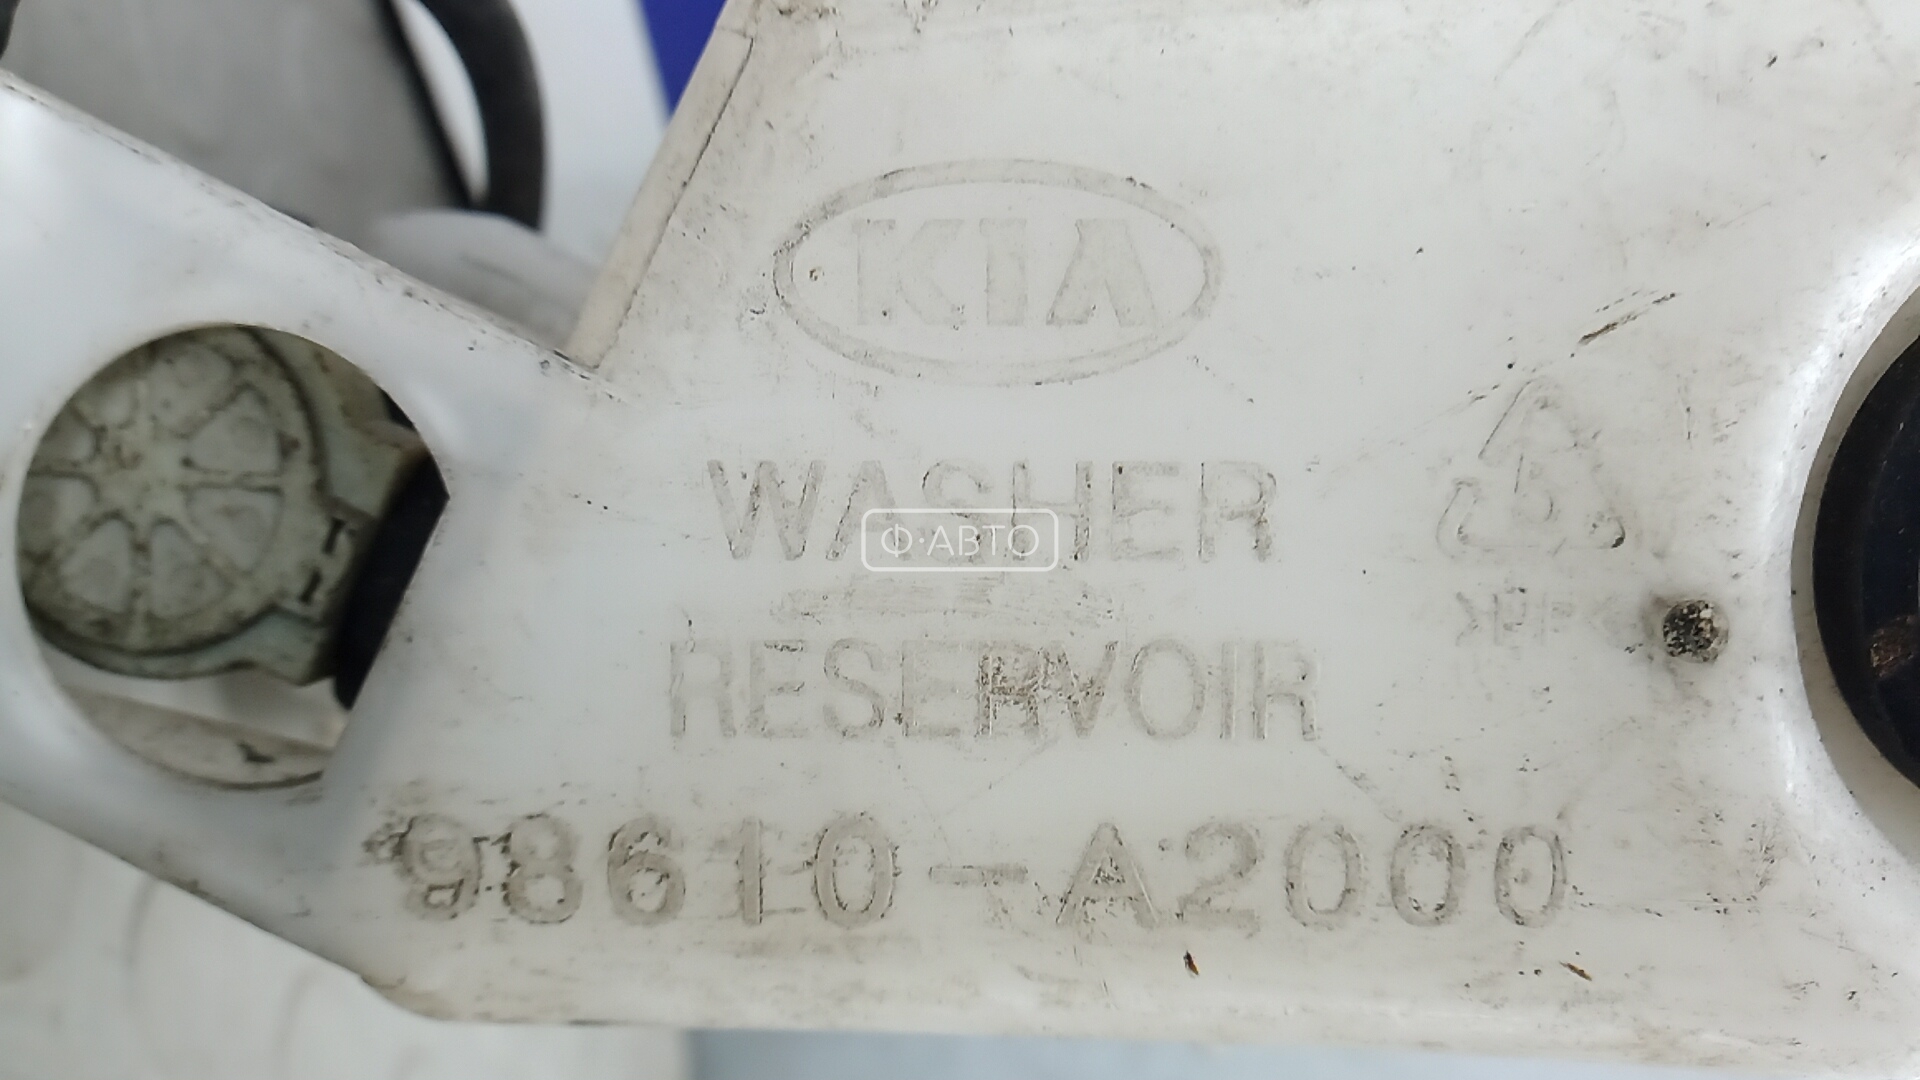 KIA
WASHER
Ф·АВТО
RESERVOIR
98610-A2000